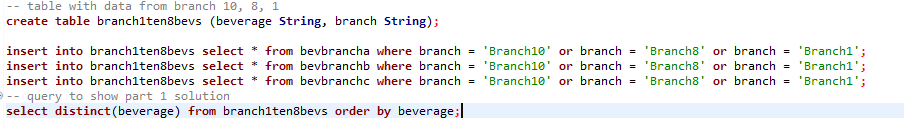 -- table with data from branch 10, 8, 1
create table branch1ten8bevs (beverage String, branch String);
insert into branch1ten8bevs select * from bevbrancha where branch = 'Branch10' or branch = 'Branch8' or branch = 'Branch1';
insert into branch1ten8bevs select * from bevbranchb where branch = 'Branch10' or branch = 'Branch8' or branch = 'Branch1';
insert into branch1ten8bevs select * from bevbranchc where branch = 'Branch10' or branch = 'Branch8' or branch = 'Branch1';
-- query to show part 1 solution
select distinct(beverage) from branch1ten8bevs order by beverage;